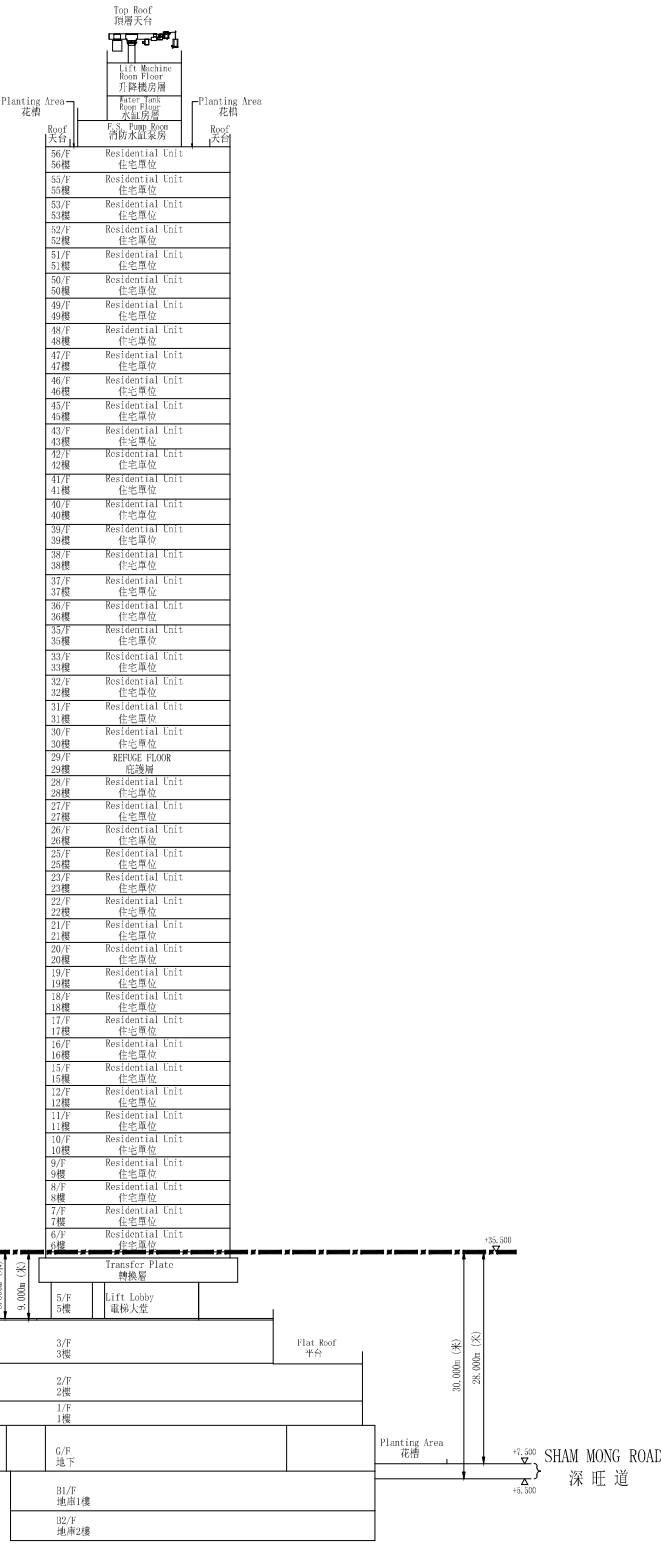 Top Roof
頂層天台
Lift Machine
Room Floor
升降機房層
Planting Area
花槽
Water Tank
Room Floor
水缸房層
Planting Area
花槽
Roof
天台
F.S. Pump Room
消防水缸泵房
Roof
天台
56/F Residential Unit
56樓 住宅單位
55/F Residential Unit
55樓 住宅單位
53/F Residential Unit
53樓 住宅單位
52/F Residential Unit
52樓 住宅單位
51/F Residential Unit
51樓 住宅單位
50/F Residential Unit
50樓 住宅單位
49/F Residential Unit
49樓 住宅單位
48/F Residential Unit
48樓 住宅單位
47/F Residential Unit
47樓 住宅單位
46/F Residential Unit
46樓 住宅單位
45/F Residential Unit
45樓 住宅單位
43/F Residential Unit
43樓 住宅單位
42/F Residential Unit
42樓 住宅單位
41/F Residential Unit
41樓 住宅單位
40/F Residential Unit
40樓 住宅單位
39/F Residential Unit
39樓 住宅單位
38/F Residential Unit
38樓 住宅單位
37/F Residential Unit
37樓 住宅單位
36/F Residential Unit
36樓 住宅單位
35/F Residential Unit
35樓 住宅單位
33/F Residential Unit
33樓 住宅單位
32/F Residential Unit
32樓 住宅單位
31/F Residential Unit
31樓 住宅單位
30/F Residential Unit
30樓 住宅單位
29/F REFUGE FLOOR
29樓 庇護層
28/F Residential Unit
28樓 住宅單位
27/F Residential Unit
27樓 住宅單位
26/F Residential Unit
26樓 住宅單位
25/F Residential Unit
25樓 住宅單位
23/F Residential Unit
23樓 住宅單位
22/F Residential Unit
22樓 住宅單位
21/F Residential Unit
21樓 住宅單位
20/F Residential Unit
20樓 住宅單位
19/F Residential Unit
19樓 住宅單位
18/F Residential Unit
18樓 住宅單位
17/F Residential Unit
17樓 住宅單位
16/F Residential Unit
16樓 住宅單位
15/F Residential Unit
15樓 住宅單位
12/F Residential Unit
12樓 住宅單位
11/F Residential Unit
11樓 住宅單位
10/F Residential Unit
10樓 住宅單位
9/F Residential Unit
9樓 住宅單位
8/F Residential Unit
8樓 住宅單位
7/F Residential Unit
7樓 住宅單位
6/F Residential Unit
6樓 住宅單位
+35.500
Transfer Plate
轉換層
9.000m (米)
5/F Lift Lobby
5樓 電梯大堂
3/F
3樓
Flat Roof
平台
30.000m (米)
28.000m (米)
2/F
2樓
1/F
1樓
G/F
地下
Planting Area
花槽
+7.500
SHAM MONG ROAD
深旺道
+5.500
B1/F
地庫1樓
B2/F
地庫2樓